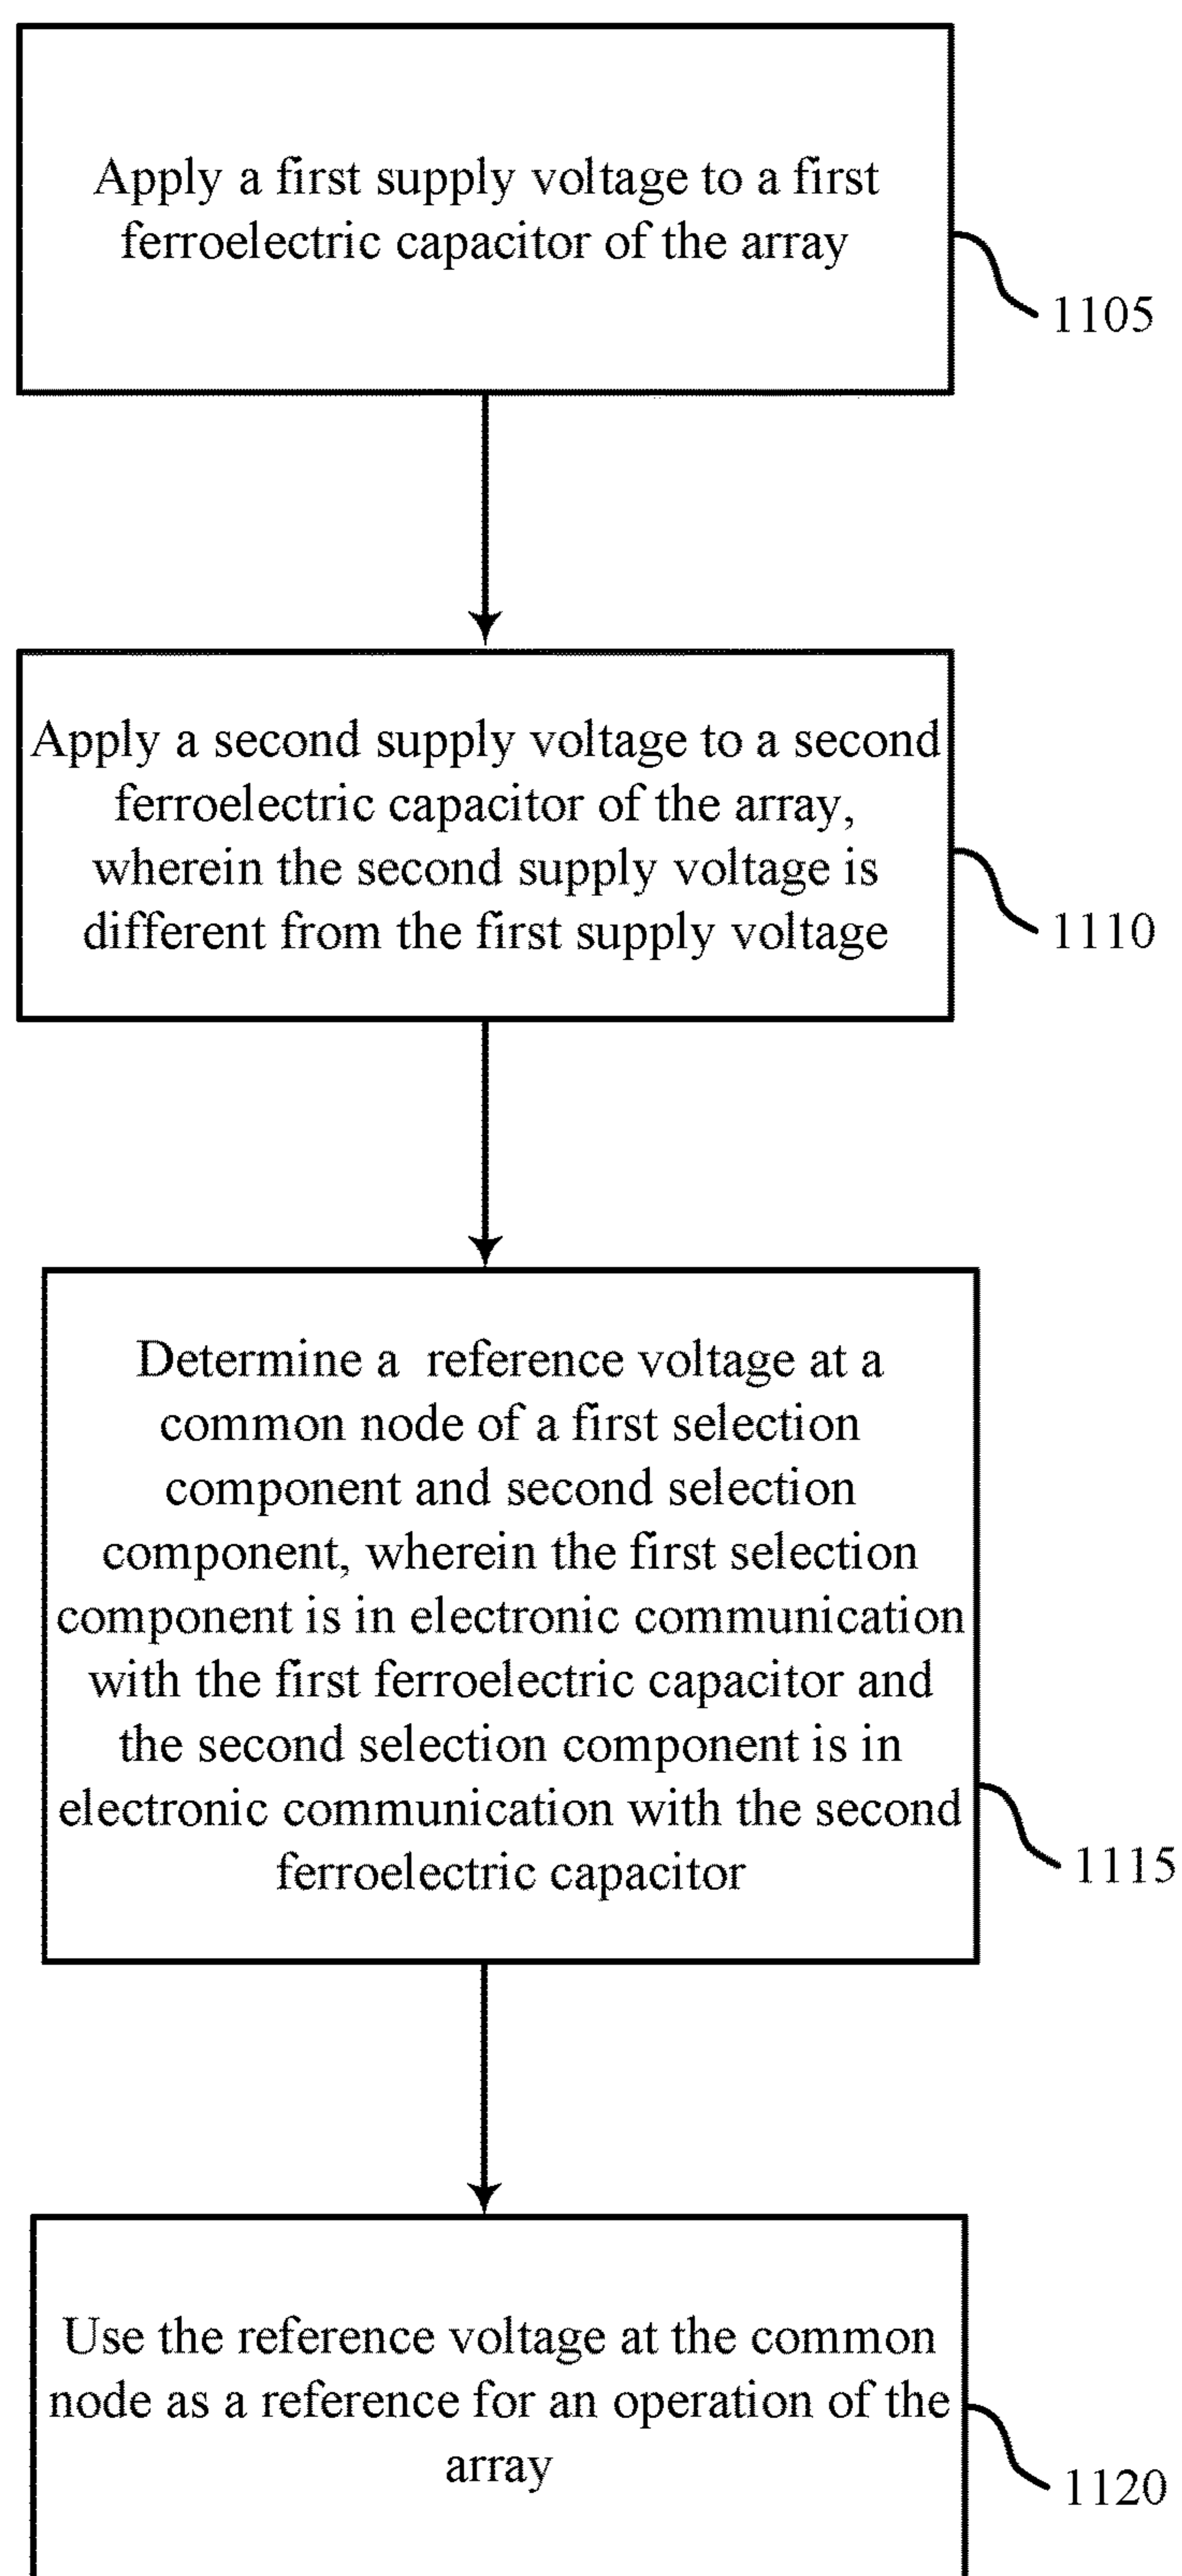 Apply a first supply voltage to a first
ferroelectric capacitor of the array
1105
Apply a second supply voltage to a second
ferroelectric capacitor of the array,
wherein the second supply voltage is
different from the first supply voltage
1110
Determine a reference voltage at a
common node of a first selection
component and second selection
component, wherein the first selection
component is in electronic communication
with the first ferroelectric capacitor and
the second selection component is in
electronic communication with the second
ferroelectric capacitor
1115
Use the reference voltage at the common
node as a reference for an operation of the
array
1120